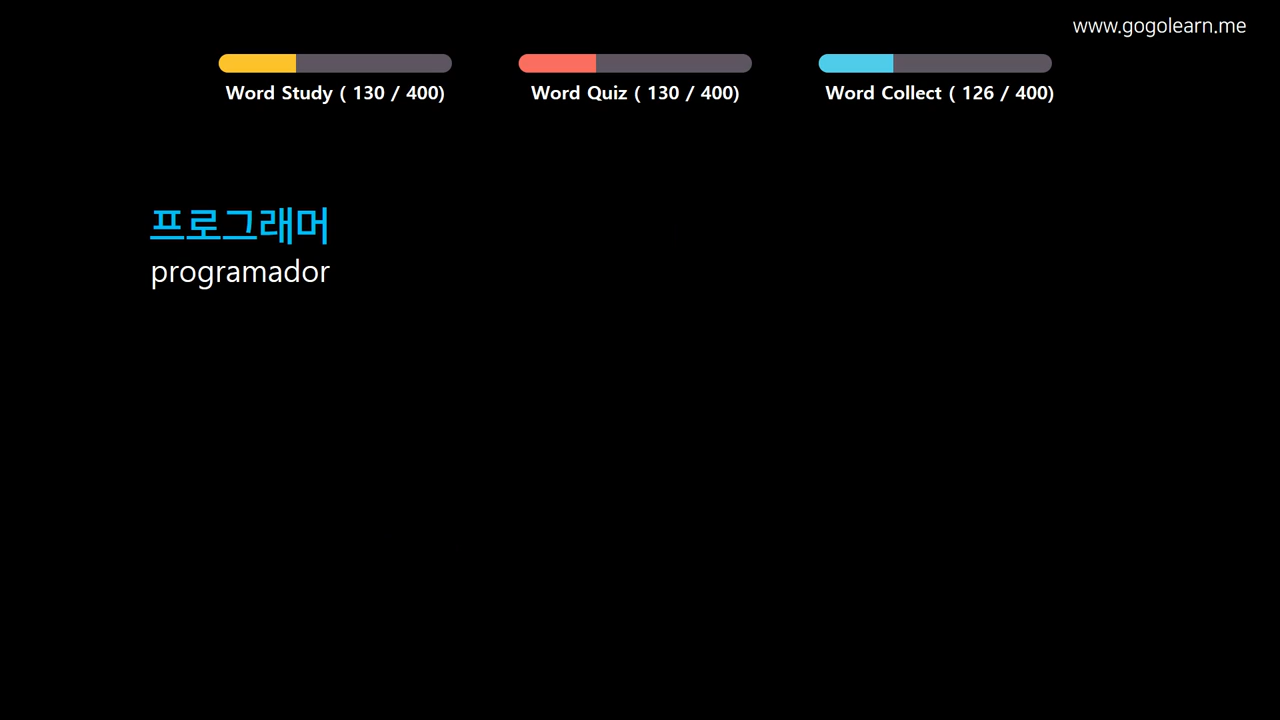 www.gogolearn.me
Word Study ( 130 / 400)
Word Quiz ( 130 / 400)
Word Collect ( 126 / 400)
프로그래머
programador